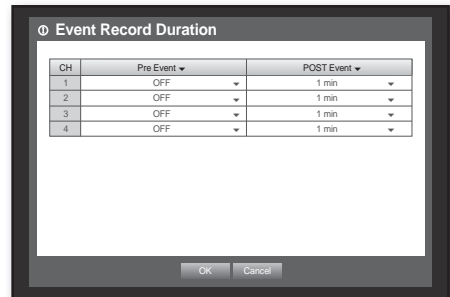 Event Record Duration
CH Pre Event POST Event
1 OFF 1 min
2 OFF 1 min
3 OFF 1 min
4 OFF 1 min
OK Cancel